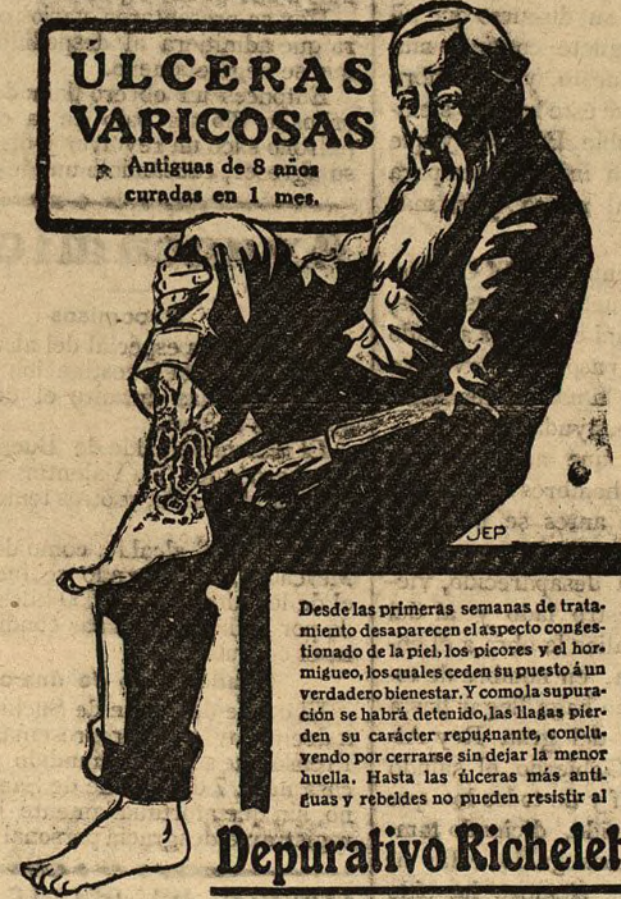 ULCERAS
VARICOSAS
Antiguas de 8 años
curadas en 1 mes.
JEP
Desde las primeras semanas de trata-
miento desaparecen el aspecto conges-
tionado de la piel, los picores y el hor-
migueo, los cuales ceden su puesto á un
verdadero bienestar. Y como la supura-
ción se habrá detenido, las llagas pier-
den su carácter repugnante, conclu-
yendo por cerrarse sin dejar la menor
huella. Hasta las úlceras más anti-
guas y rebeldes no pueden resistir al
Depurativo Richelet